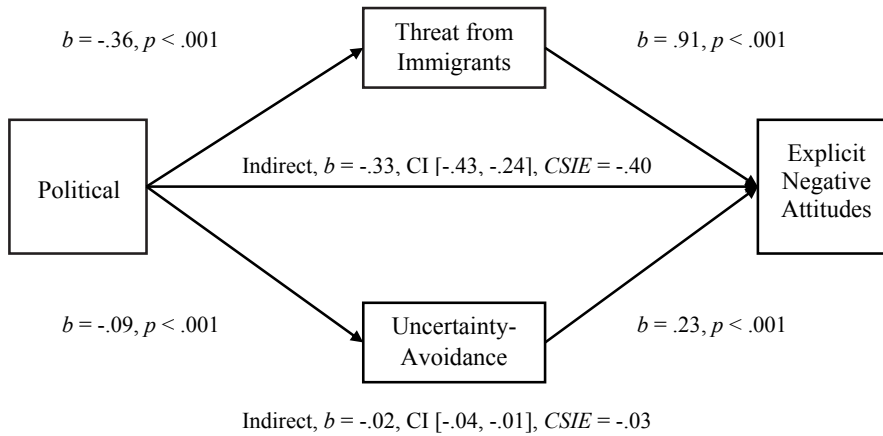 b = -.36, p < .001
Threat from
Immigrants
b = .91, p < .001
Political
Indirect, b = -.33, CI [-.43, -.24], CSIE = -.40
Explicit
Negative
Attitudes
b = -.09, p < .001
Uncertainty-
Avoidance
b = .23, p < .001
Indirect, b = -.02, CI [-.04, -.01], CSIE = -.03